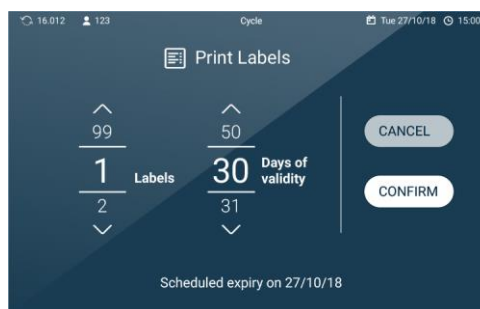 16.012 123 Cycle Tue 27/10/18 15:00
Print Labels
99 50
1 Labels 30 Days of validity
2 31
CANCEL
CONFIRM
Scheduled expiry on 27/10/18